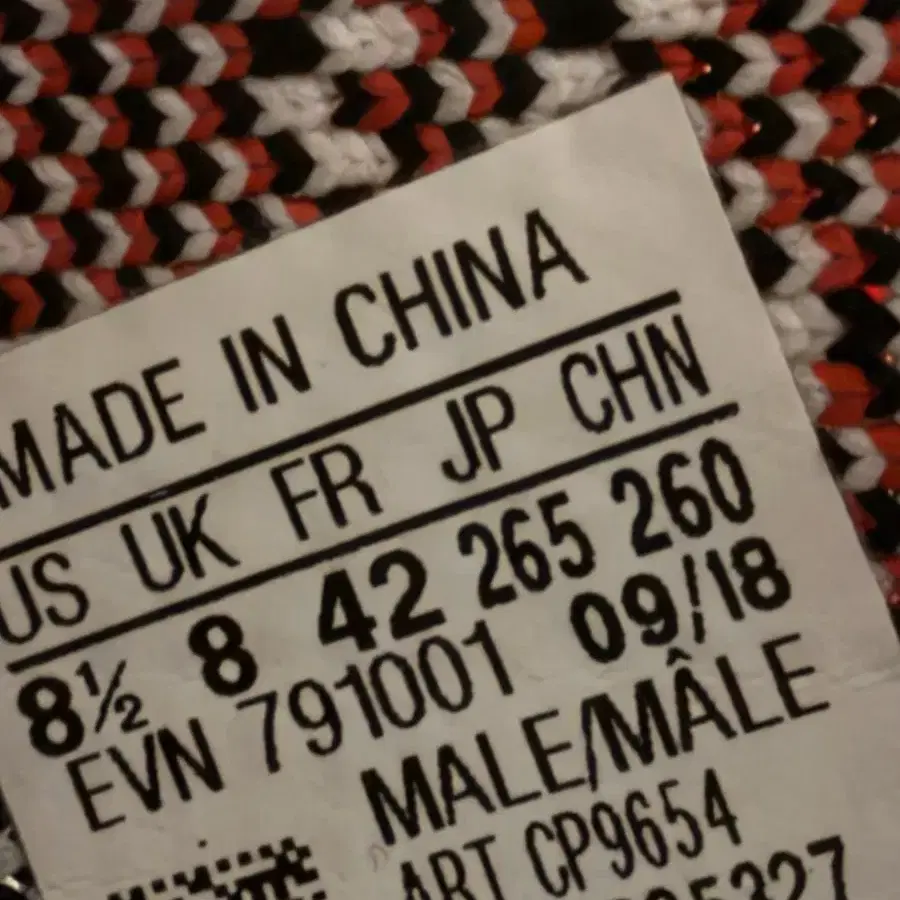 MADE IN CHINA
US UK FR JP CHN
8½ 8 42 265 260
EVN 791001 09/18
MALE/MÂLE
ART CP9654